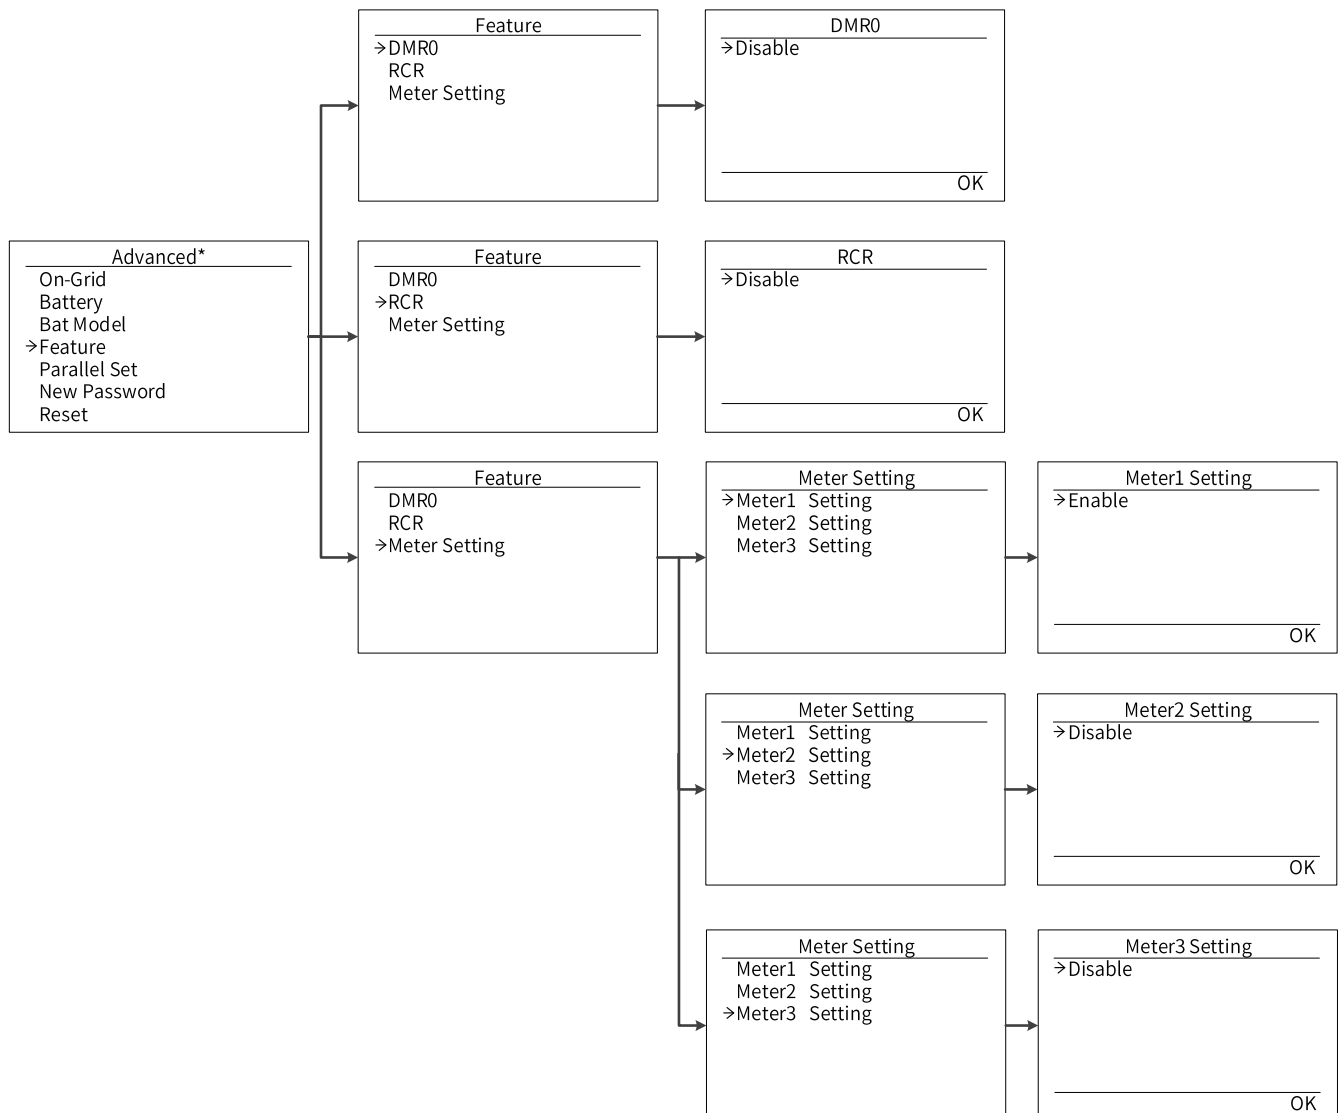 Feature
→DMR0
RCR
Meter Setting
DMR0
→Disable
OK
Advanced*
On-Grid
Battery
Bat Model
→Feature
Parallel Set
New Password
Reset
Feature
DMR0
→RCR
Meter Setting
RCR
→Disable
OK
Feature
DMR0
RCR
→Meter Setting
Meter Setting
→Meter1 Setting
Meter2 Setting
Meter3 Setting
Meter1 Setting
→Enable
OK
Meter Setting
Meter1 Setting
→Meter2 Setting
Meter3 Setting
Meter2 Setting
→Disable
OK
Meter Setting
Meter1 Setting
Meter2 Setting
→Meter3 Setting
Meter3 Setting
→Disable
OK